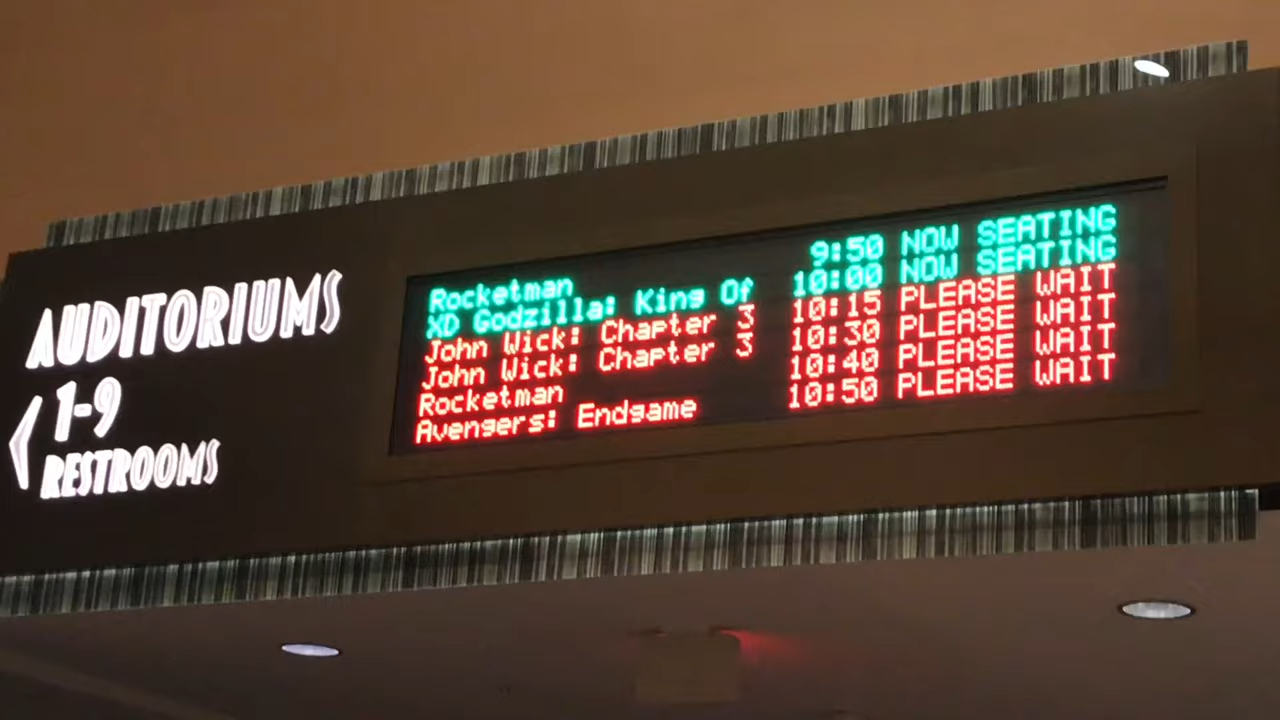 AUDITORIUMS
< 1-9
RESTROOMS
Rocketman 9:50 NOW SEATING
XD Godzilla: King Of 10:00 NOW SEATING
John Wick: Chapter 3 10:15 PLEASE WAIT
John Wick: Chapter 3 10:30 PLEASE WAIT
Rocketman 10:40 PLEASE WAIT
Avengers: Endgame 10:50 PLEASE WAIT